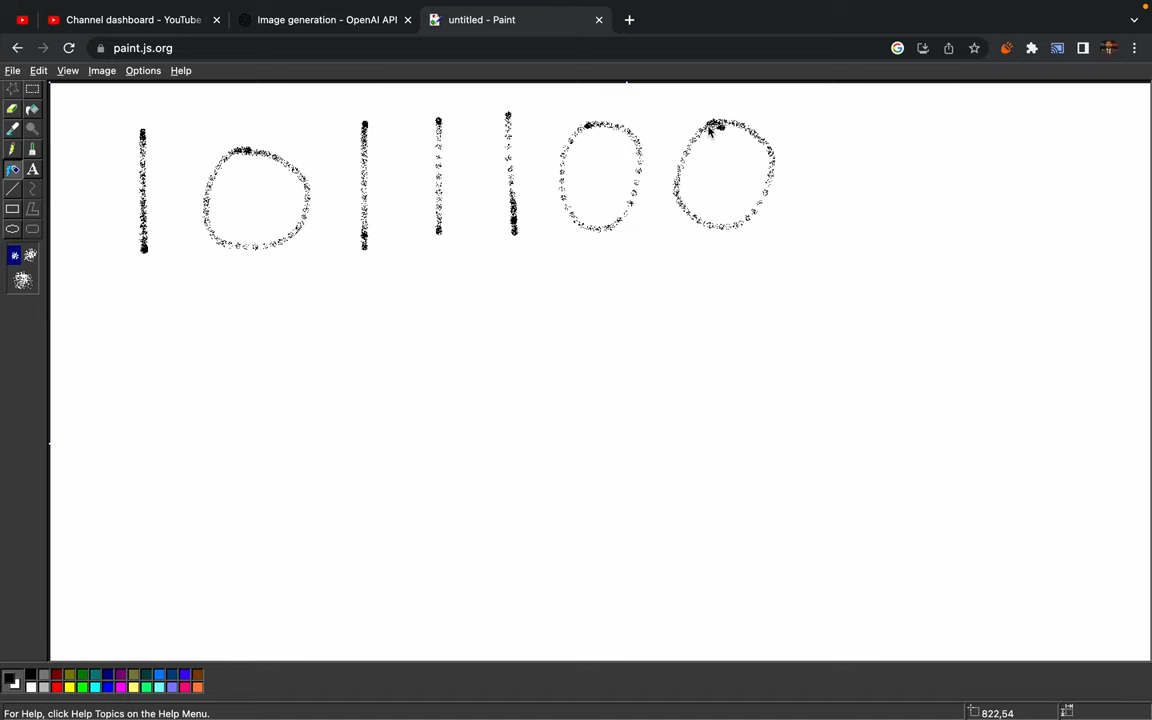 Channel dashboard - YouTube
Image generation - OpenAI API
untitled - Paint
paint.js.org
File Edit View Image Options Help
A
1011100
For Help, click Help Topics on the Help Menu.
822,54